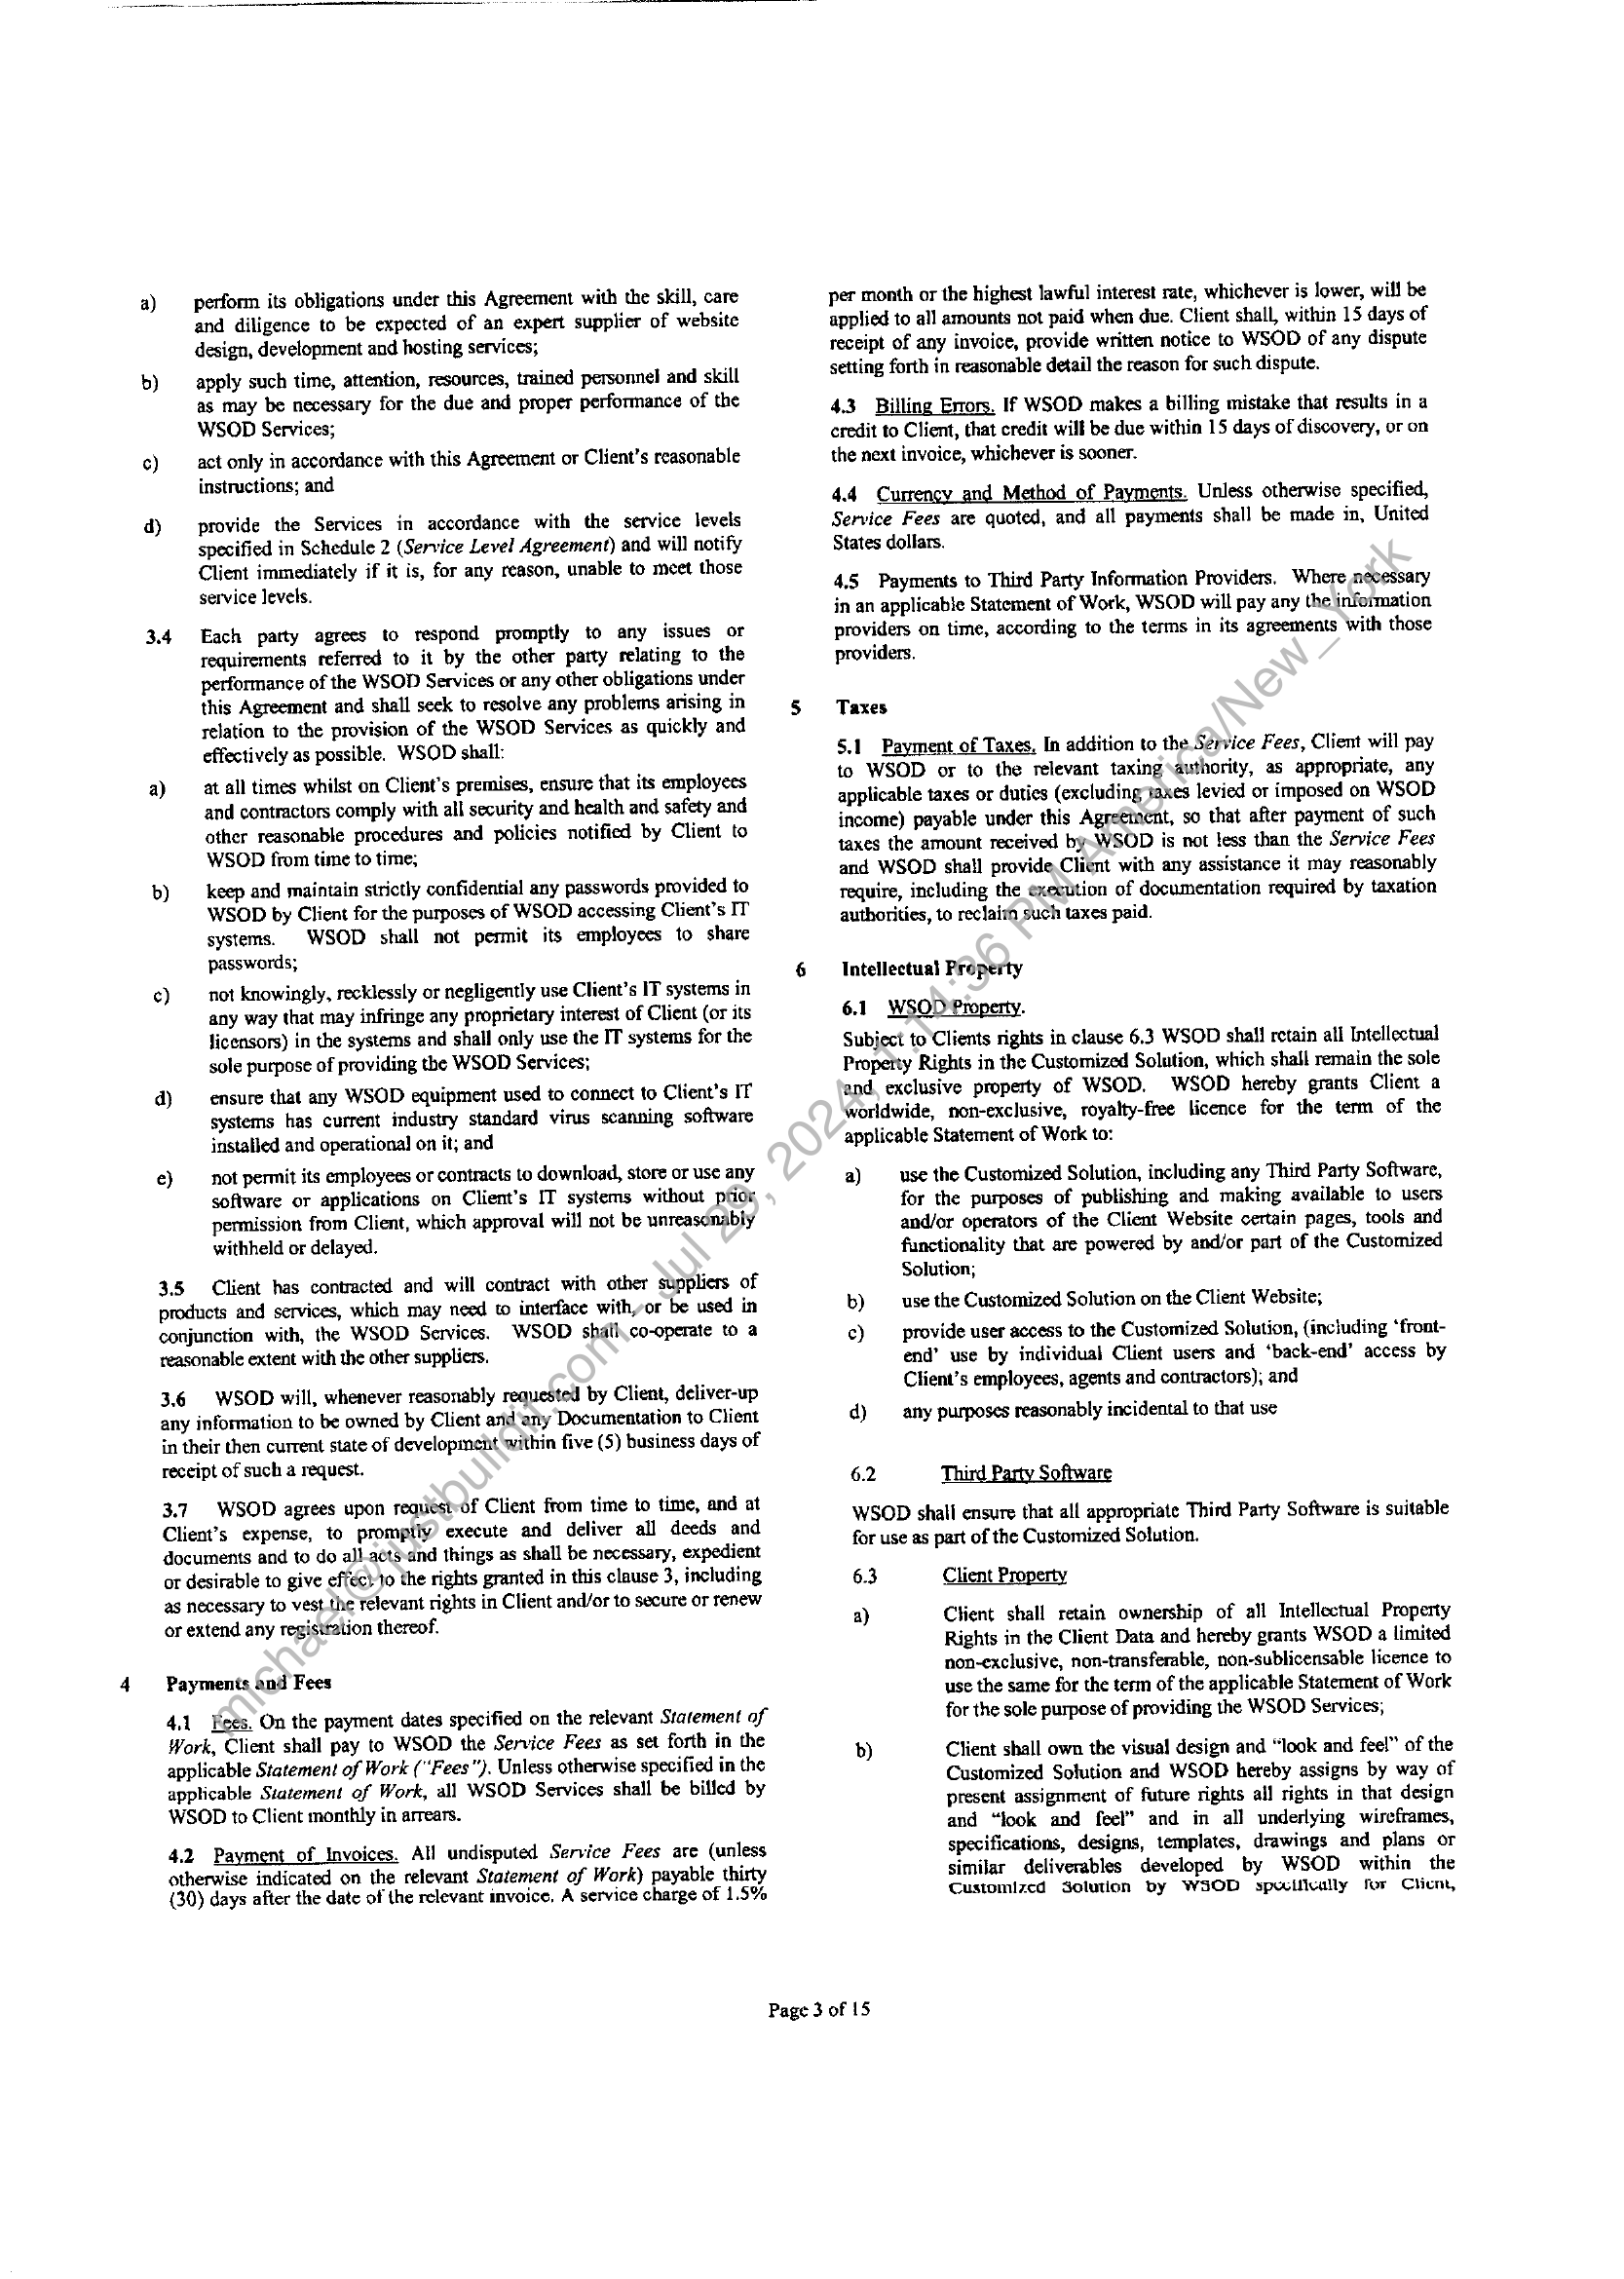 a) perform its obligations under this Agreement with the skill, care
and diligence to be expected of an expert supplier of website
design, development and hosting services;
b) apply such time, attention, resources, trained personnel and skill
as may be necessary for the due and proper performance of the
WSOD Services;
c) act only in accordance with this Agreement or Client's reasonable
instructions; and
d) provide the Services in accordance with the service levels
specified in Schedule 2 (Service Level Agreement) and will notify
Client immediately if it is, for any reason, unable to meet those
service levels.
3.4 Each party agrees to respond promptly to any issues or
requirements referred to it by the other party relating to the
performance of the WSOD Services or any other obligations under
this Agreement and shall seek to resolve any problems arising in
relation to the provision of the WSOD Services as quickly and
effectively as possible. WSOD shall:
a) at all times whilst on Client's premises, ensure that its employees
and contractors comply with all security and health and safety and
other reasonable procedures and policies notified by Client to
WSOD from time to time;
b) keep and maintain strictly confidential any passwords provided to
WSOD by Client for the purposes of WSOD accessing Client's IT
systems. WSOD shall not permit its employees to share
passwords;
c) not knowingly, recklessly or negligently use Client's IT systems in
any way that may infringe any proprietary interest of Client (or its
licensors) in the systems and shall only use the IT systems for the
sole purpose of providing the WSOD Services;
d) ensure that any WSOD equipment used to connect to Client's IT
systems has current industry standard virus scanning software
installed and operational on it; and
e) not permit its employees or contracts to download, store or use any
software or applications on Client's IT systems without prior
permission from Client, which approval will not be unreasonably
withheld or delayed.
3.5 Client has contracted and will contract with other suppliers of
products and services, which may need to interface with, or be used in
conjunction with, the WSOD Services. WSOD shall co-operate to a
reasonable extent with the other suppliers.
3.6 WSOD will, whenever reasonably requested by Client, deliver-up
any information to be owned by Client and any Documentation to Client
in their then current state of development within five (5) business days of
receipt of such a request.
3.7 WSOD agrees upon request of Client from time to time, and at
Client's expense, to promptly execute and deliver all deeds and
documents and to do all acts and things as shall be necessary, expedient
or desirable to give effect to the rights granted in this clause 3, including
as necessary to vest the relevant rights in Client and/or to secure or renew
or extend any registration thereof.
4 Payments and Fees
4.1 Fees. On the payment dates specified on the relevant Statement of
Work, Client shall pay to WSOD the Service Fees as set forth in the
applicable Statement of Work ("Fees"). Unless otherwise specified in the
applicable Statement of Work, all WSOD Services shall be billed by
WSOD to Client monthly in arrears.
4.2 Payment of Invoices. All undisputed Service Fees are (unless
otherwise indicated on the relevant Statement of Work) payable thirty
(30) days after the date of the relevant invoice. A service charge of 1.5%
per month or the highest lawful interest rate, whichever is lower, will be
applied to all amounts not paid when due. Client shall, within 15 days of
receipt of any invoice, provide written notice to WSOD of any dispute
setting forth in reasonable detail the reason for such dispute.
4.3 Billing Errors. If WSOD makes a billing mistake that results in a
credit to Client, that credit will be due within 15 days of discovery, or on
the next invoice, whichever is sooner.
4.4 Currency and Method of Payments. Unless otherwise specified,
Service Fees are quoted, and all payments shall be made in, United
States dollars.
4.5 Payments to Third Party Information Providers. Where necessary
in an applicable Statement of Work, WSOD will pay any the information
providers on time, according to the terms in its agreements with those
providers.
5 Taxes
5.1 Payment of Taxes. In addition to the Service Fees, Client will pay
to WSOD or to the relevant taxing authority, as appropriate, any
applicable taxes or duties (excluding taxes levied or imposed on WSOD
income) payable under this Agreement, so that after payment of such
taxes the amount received by WSOD is not less than the Service Fees
and WSOD shall provide Client with any assistance it may reasonably
require, including the execution of documentation required by taxation
authorities, to reclaim such taxes paid.
6 Intellectual Property
6.1 WSOD Property.
Subject to Clients rights in clause 6.3 WSOD shall retain all Intellectual
Property Rights in the Customized Solution, which shall remain the sole
and exclusive property of WSOD. WSOD hereby grants Client a
worldwide, non-exclusive, royalty-free licence for the term of the
applicable Statement of Work to:
a) use the Customized Solution, including any Third Party Software,
for the purposes of publishing and making available to users
and/or operators of the Client Website certain pages, tools and
functionality that are powered by and/or part of the Customized
Solution;
b) use the Customized Solution on the Client Website;
c) provide user access to the Customized Solution, (including 'front-
end' use by individual Client users and 'back-end' access by
Client's employees, agents and contractors); and
d) any purposes reasonably incidental to that use
6.2 Third Party Software
WSOD shall ensure that all appropriate Third Party Software is suitable
for use as part of the Customized Solution.
6.3 Client Property
a) Client shall retain ownership of all Intellectual Property
Rights in the Client Data and hereby grants WSOD a limited
non-exclusive, non-transferable, non-sublicensable licence to
use the same for the term of the applicable Statement of Work
for the sole purpose of providing the WSOD Services;
b) Client shall own the visual design and "look and feel" of the
Customized Solution and WSOD hereby assigns by way of
present assignment of future rights all rights in that design
and "look and feel" and in all underlying wireframes,
specifications, designs, templates, drawings and plans or
similar deliverables developed by WSOD within the
Customized Solution by WSOD specifically for Client,
Page 3 of 15
michael@justbuildit.com - Jul 29, 2024, 1:14:36 PM America/New_York